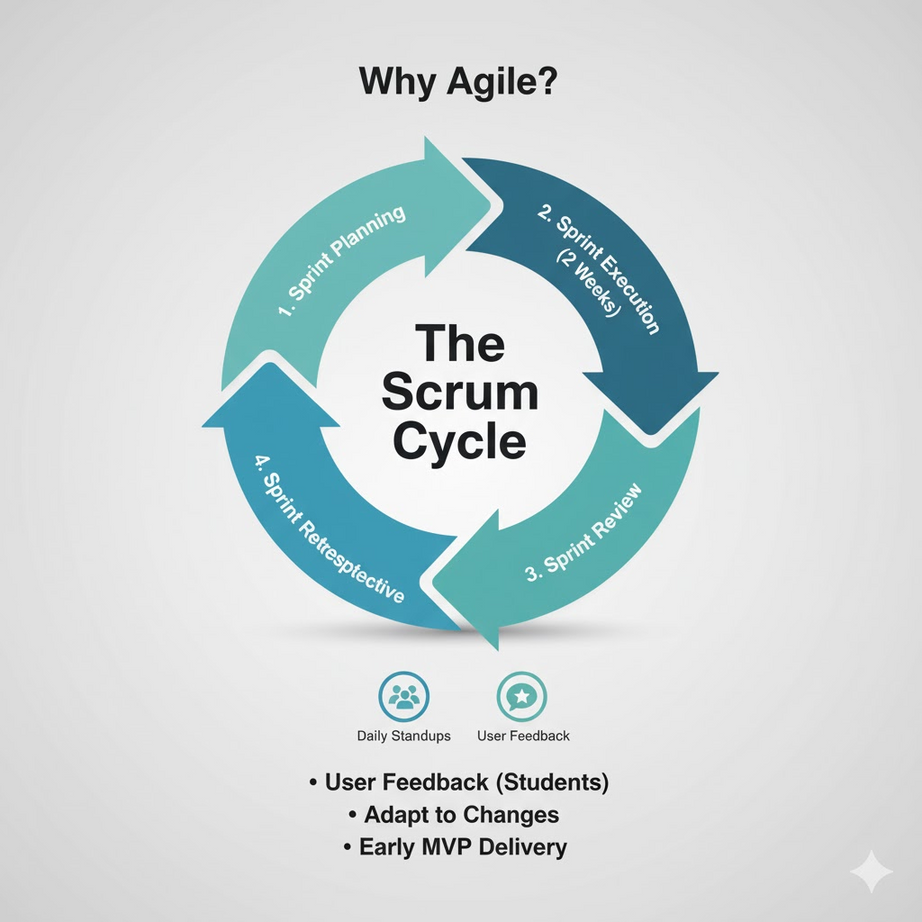 Why Agile?
1. Sprint Planning
2. Sprint Execution
(2 Weeks)
The
Scrum
Cycle
3. Sprint Review
4. Sprint Retresptective
Daily Standups
User Feedback
• User Feedback (Students)
• Adapt to Changes
• Early MVP Delivery